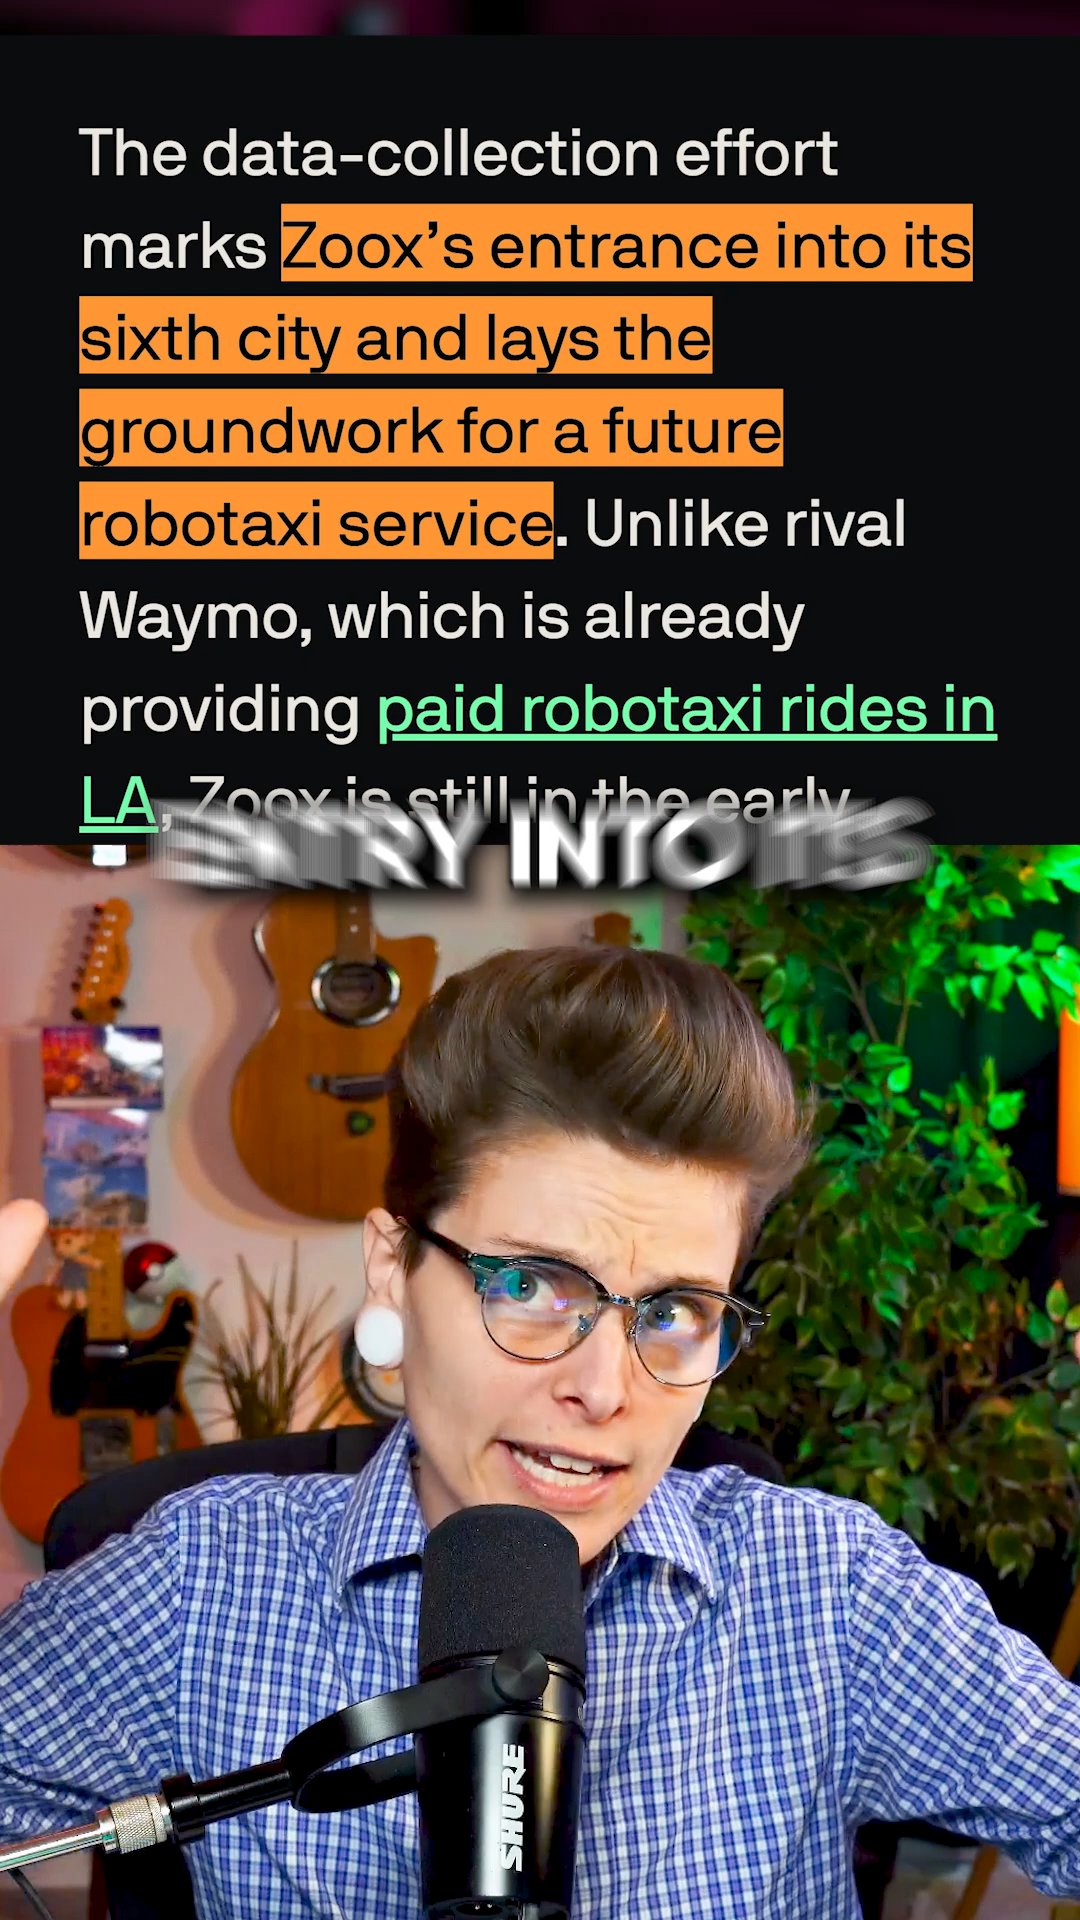 The data-collection effort
marks Zoox’s entrance into its
sixth city and lays the
groundwork for a future
robotaxi service. Unlike rival
Waymo, which is already
providing paid robotaxi rides in
LA, Zoox is still in the early
ENTRY INTO ITS
SHURE